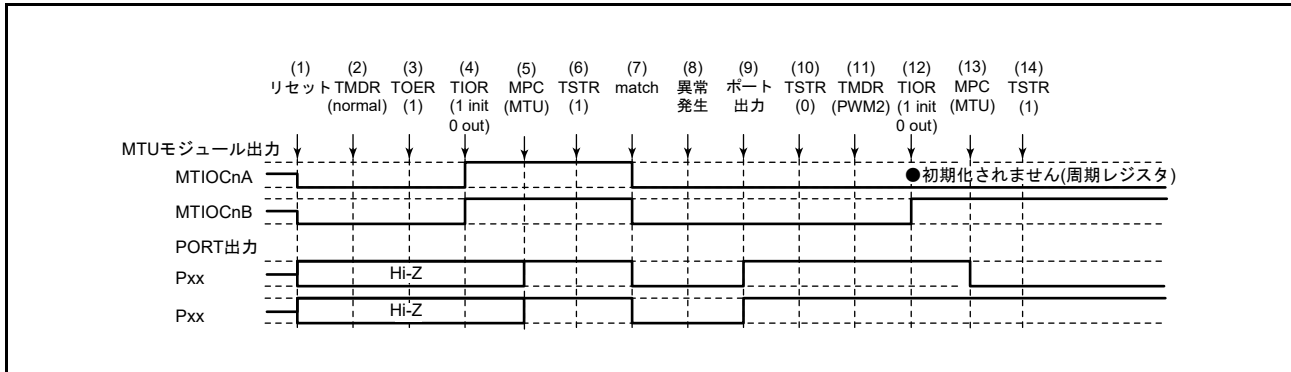 (1) (2) (3) (4) (5) (6) (7) (8) (9) (10) (11) (12) (13) (14)
リセット TMDR TOER TIOR MPC TSTR match 異常 ポート TSTR TMDR TIOR MPC TSTR
(normal) (1) (1 init (MTU) (1) 発生 出力 (0) (PWM2) (1 init (MTU) (1)
0 out) 0 out)
MTUモジュール出力
MTIOCnA ●初期化されません(周期レジスタ)
MTIOCnB
PORT出力
Pxx Hi-Z
Pxx Hi-Z